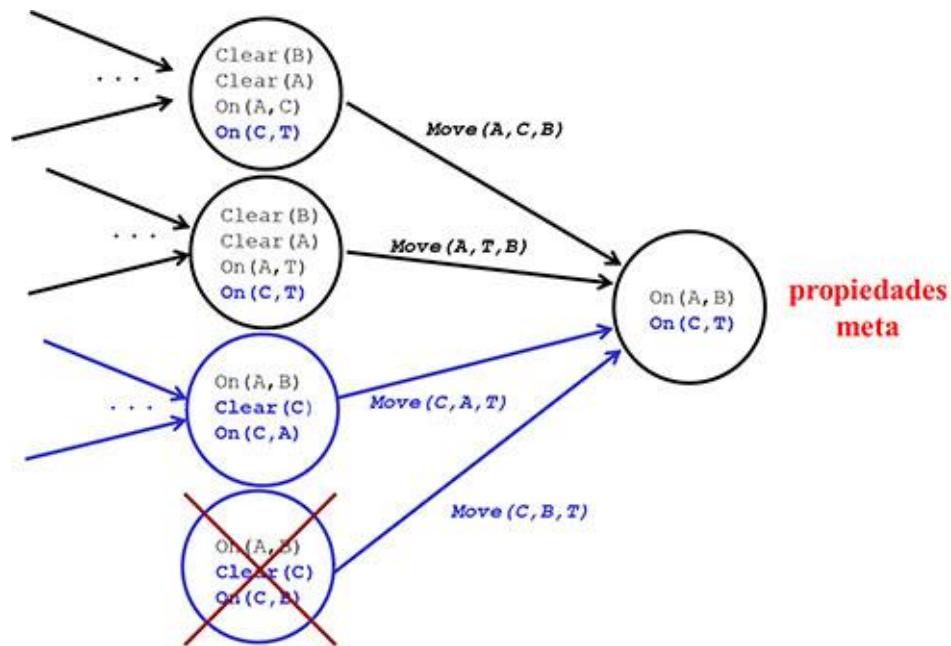 Clear(B)
Clear(A)
On(A,C)
On(C,T)
. . .
Move(A,C,B)
Clear(B)
Clear(A)
On(A,T)
On(C,T)
. . .
Move(A,T,B)
On(A,B)
On(C,T)
propiedades
meta
On(A,B)
Clear(C)
On(C,A)
. . .
Move(C,A,T)
On(A,B)
Clear(C)
On(C,B)
Move(C,B,T)